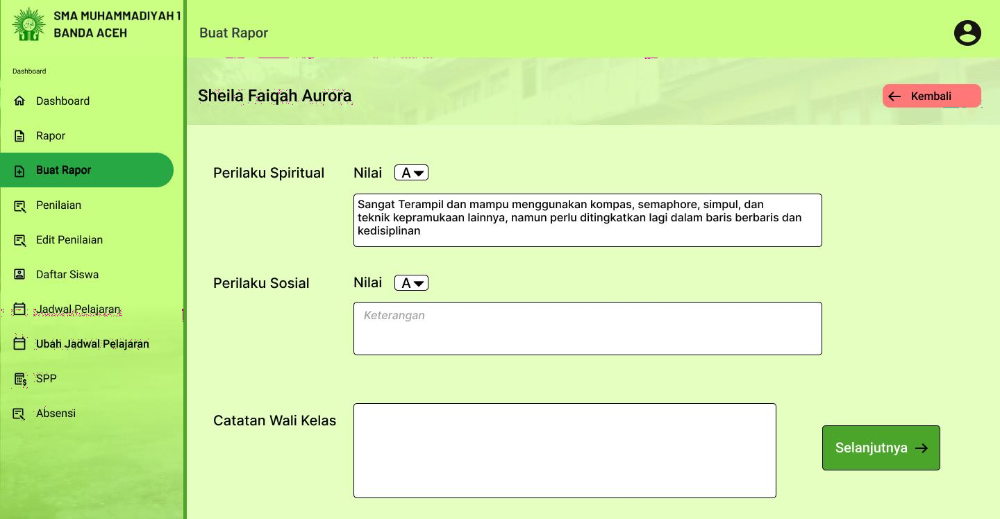 SMA MUHAMMADIYAH 1
BANDA ACEH
Buat Rapor
Dashboard
Dashboard
Rapor
Buat Rapor
Penilaian
Edit Penilaian
Daftar Siswa
Jadwal Pelajaran
Ubah Jadwal Pelajaran
SPP
Absensi
Sheila Faiqah Aurora
Kembali
Perilaku Spiritual
Nilai
A
Sangat Terampil dan mampu menggunakan kompas, semaphore, simpul, dan
teknik kepramukaan lainnya, namun perlu ditingkatkan lagi dalam baris berbaris dan
kedisiplinan
Perilaku Sosial
Nilai
A
Keterangan
Catatan Wali Kelas
Selanjutnya